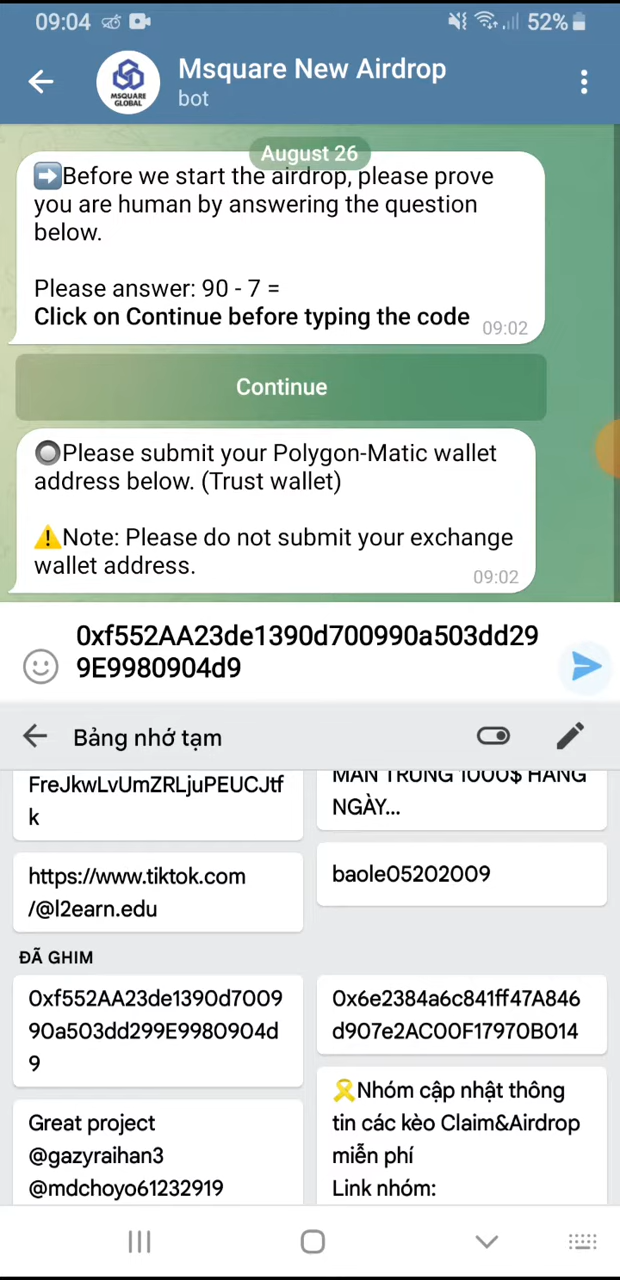 09:04
52%
Msquare New Airdrop
bot
MSQUARE
GLOBAL
August 26
➡️Before we start the airdrop, please prove
you are human by answering the question
below.
Please answer: 90 - 7 =
Click on Continue before typing the code
09:02
Continue
🔘Please submit your Polygon-Matic wallet
address below. (Trust wallet)
⚠️Note: Please do not submit your exchange
wallet address.
09:02
0xf552AA23de1390d700990a503dd29
9E9980904d9
Bảng nhớ tạm
FreJkwLvUmZRLjuPEUCJtf
k
MÀN TRUNG 1000$ HÀNG
NGÀY...
https://www.tiktok.com
/@l2earn.edu
baole05202009
ĐÃ GHIM
0xf552AA23de1390d7009
90a503dd299E9980904d
9
0x6e2384a6c841ff47A846
d907e2AC00F17970B014
Great project
@gazyraihan3
@mdchoyo61232919
🎗️Nhóm cập nhật thông
tin các kèo Claim&Airdrop
miễn phí
Link nhóm: